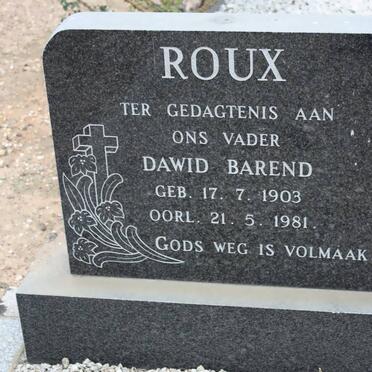 ROUX
TER GEDAGTENIS AAN
ONS VADER
DAWID BAREND
GEB. 17. 7. 1903
OORL. 21. 5. 1981.
GODS WEG IS VOLMAAK